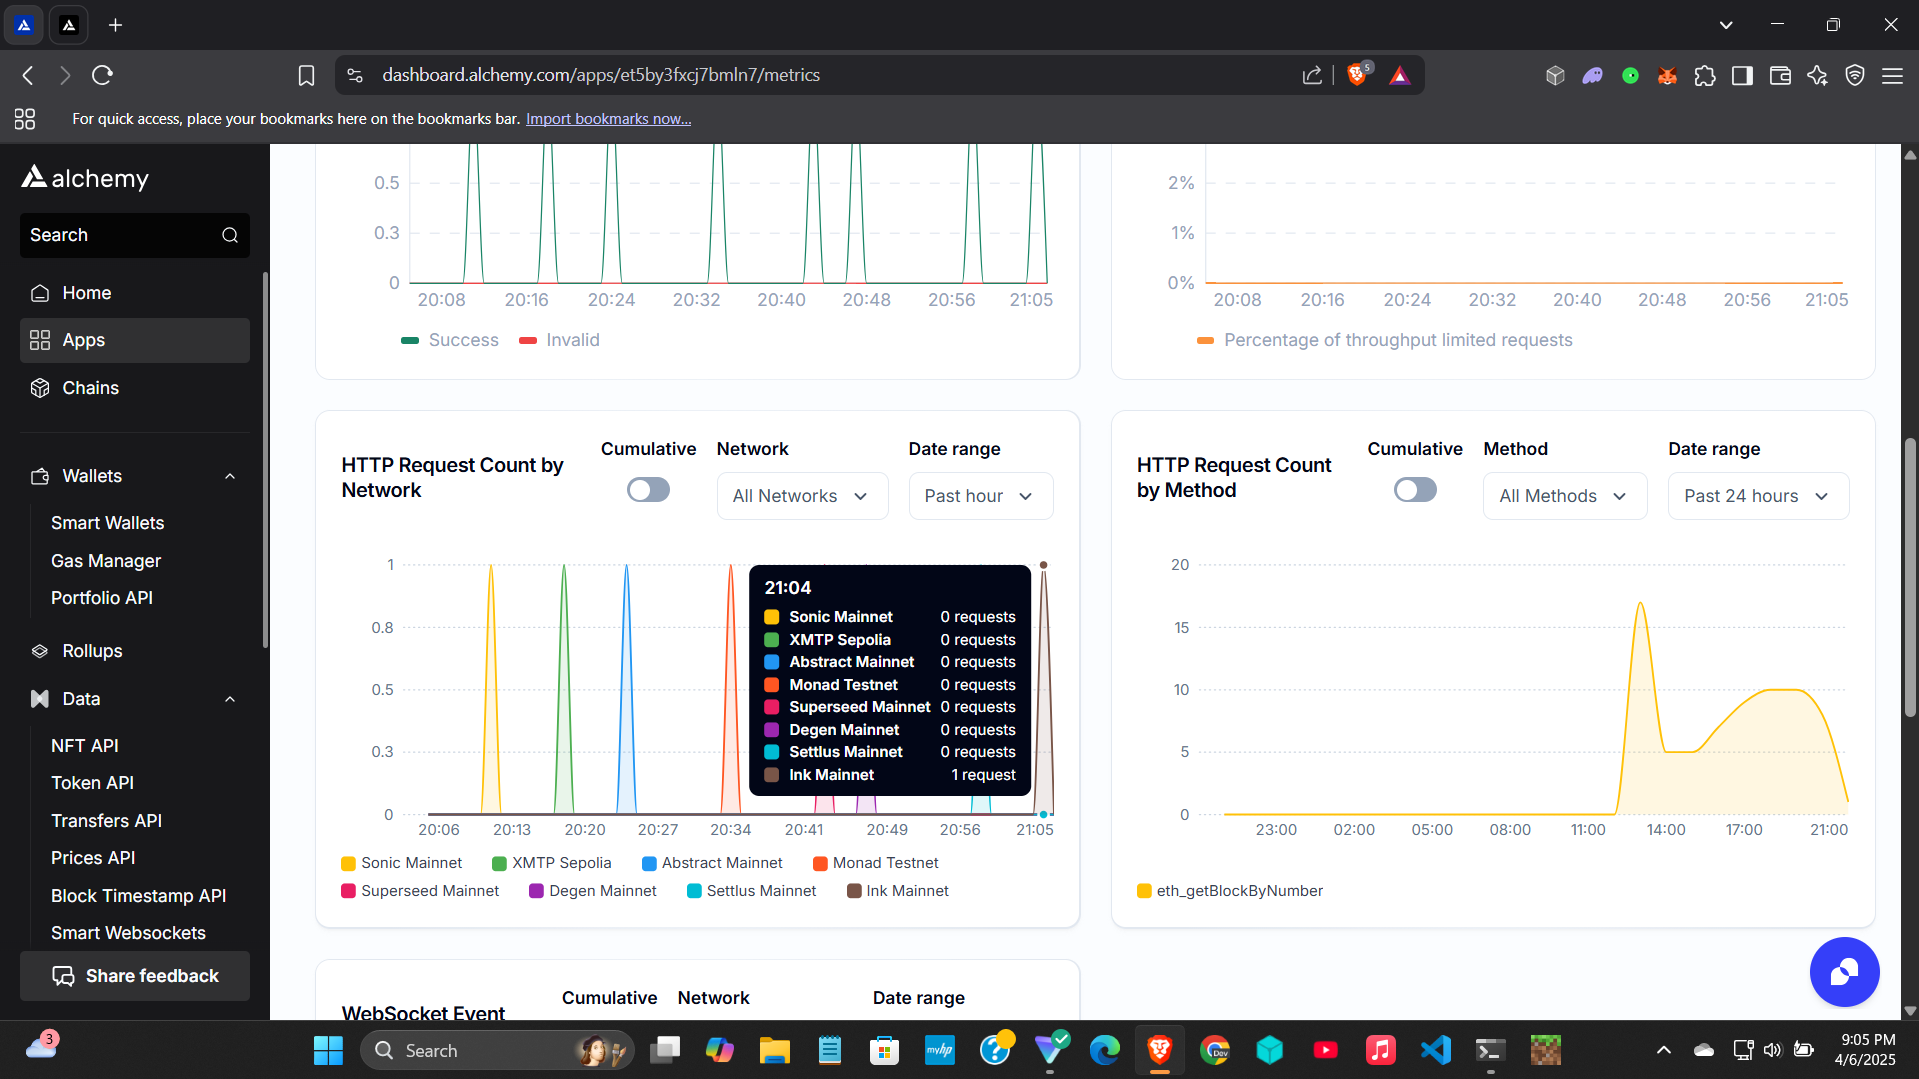 dashboard.alchemy.com/apps/et5by3fxcj7bmln7/metrics
5
For quick access, place your bookmarks here on the bookmarks bar. Import bookmarks now...
alchemy
Search
Home
Apps
Chains
Wallets
Smart Wallets
Gas Manager
Portfolio API
Rollups
Data
NFT API
Token API
Transfers API
Prices API
Block Timestamp API
Smart Websockets
Share feedback
0.5
0.3
0
20:08 20:16 20:24 20:32 20:40 20:48 20:56 21:05
Success Invalid
2%
1%
0%
20:08 20:16 20:24 20:32 20:40 20:48 20:56 21:05
Percentage of throughput limited requests
HTTP Request Count by
Network
Cumulative
Network
All Networks
Date range
Past hour
1
0.8
0.5
0.3
0
20:06 20:13 20:20 20:27 20:34 20:41 20:49 20:56 21:05
21:04
Sonic Mainnet 0 requests
XMTP Sepolia 0 requests
Abstract Mainnet 0 requests
Monad Testnet 0 requests
Superseed Mainnet 0 requests
Degen Mainnet 0 requests
Settlus Mainnet 0 requests
Ink Mainnet 1 request
Sonic Mainnet XMTP Sepolia Abstract Mainnet Monad Testnet
Superseed Mainnet Degen Mainnet Settlus Mainnet Ink Mainnet
HTTP Request Count
by Method
Cumulative
Method
All Methods
Date range
Past 24 hours
20
15
10
5
0
23:00 02:00 05:00 08:00 11:00 14:00 17:00 21:00
eth_getBlockByNumber
WebSocket Event
Cumulative
Network
Date range
3
Search
myhp
Dev
9:05 PM
4/6/2025